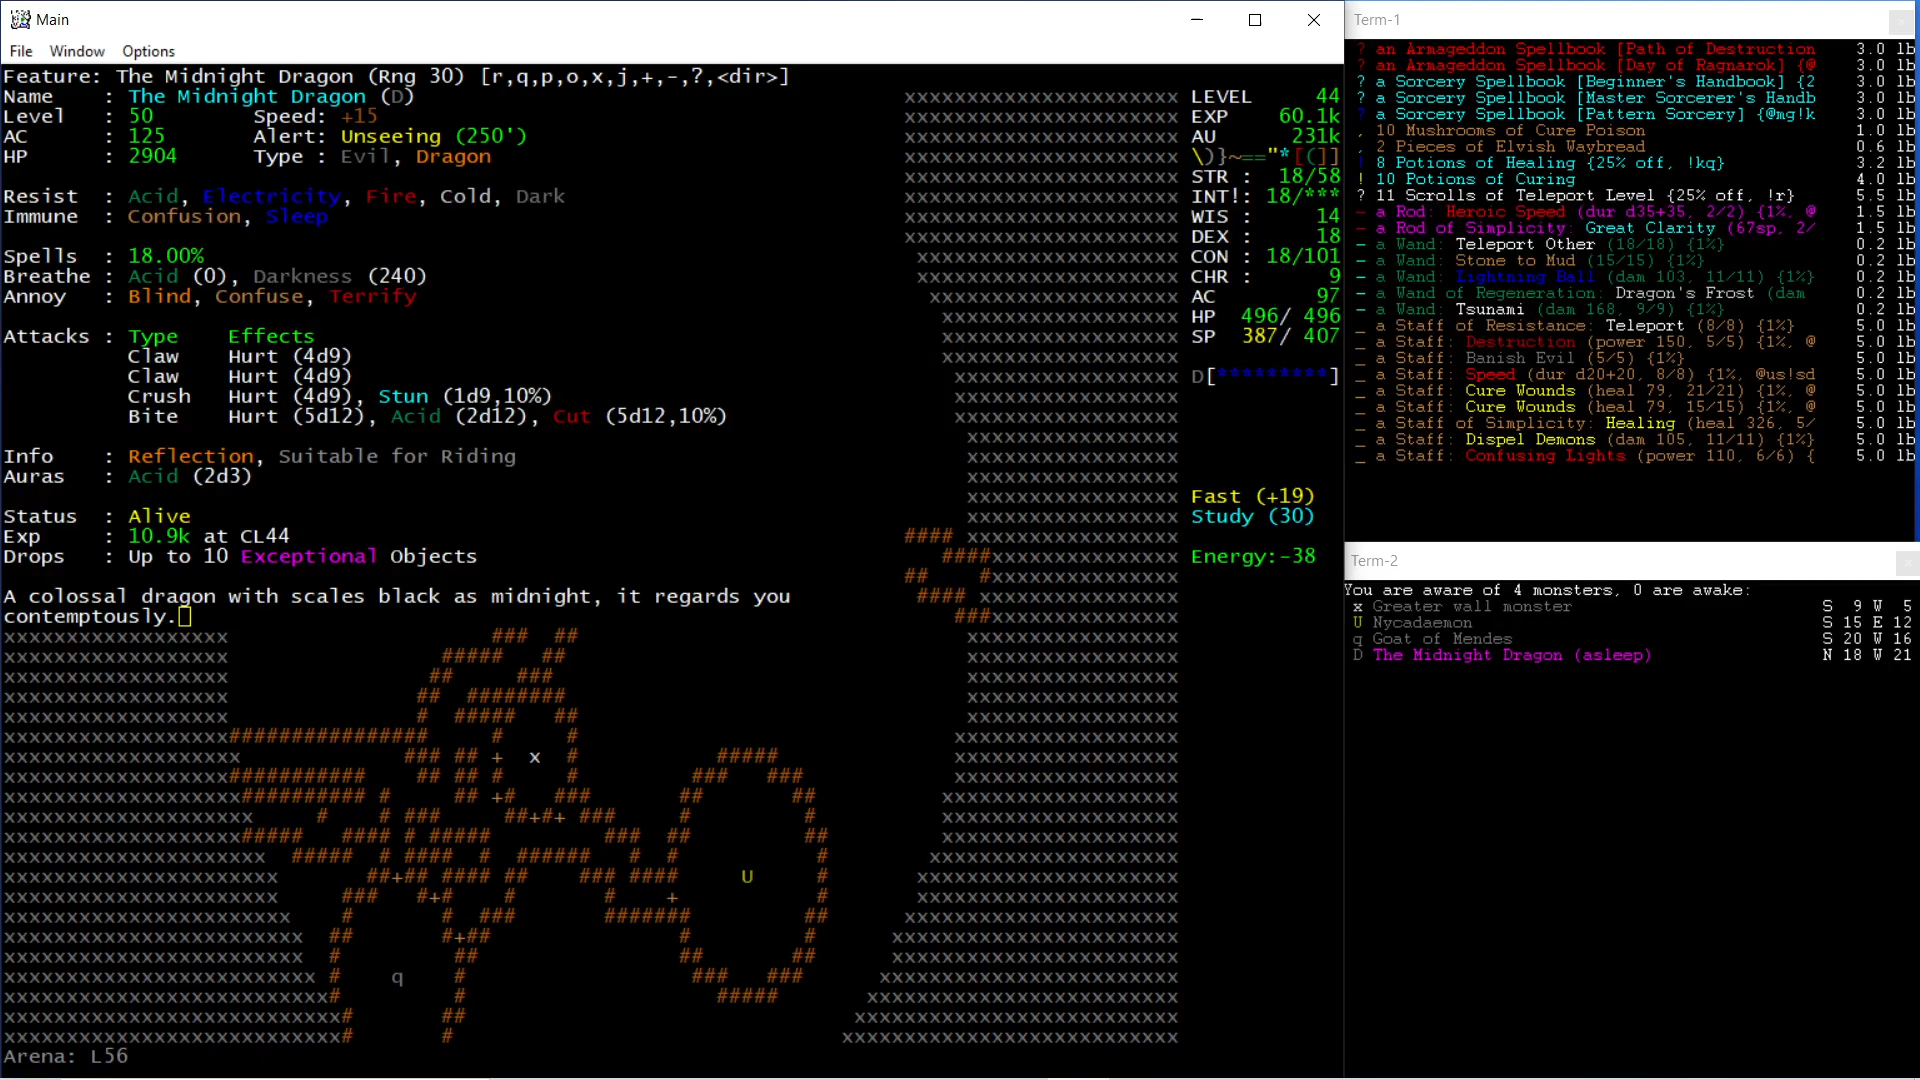 Main
File Window Options
Feature: The Midnight Dragon (Rng 30) [r,q,p,o,x,j,+,-,?,<dir>]
Name : The Midnight Dragon (D)
Level : 50 Speed: +15
AC : 125 Alert: Unseeing (250')
HP : 2904 Type : Evil, Dragon
Resist : Acid, Electricity, Fire, Cold, Dark
Immune : Confusion, Sleep
Spells : 18.00%
Breathe : Acid (0), Darkness (240)
Annoy : Blind, Confuse, Terrify
Attacks : Type Effects
Claw Hurt (4d9)
Claw Hurt (4d9)
Crush Hurt (4d9), Stun (1d9,10%)
Bite Hurt (5d12), Acid (2d12), Cut (5d12,10%)
Info : Reflection, Suitable for Riding
Auras : Acid (2d3)
Status : Alive
Exp : 10.9k at CL44
Drops : Up to 10 Exceptional Objects
A colossal dragon with scales black as midnight, it regards you
contemptously.
Arena: L56
LEVEL 44
EXP 60.1k
AU 231k
\)}~=="*[(]]
STR : 18/58
INT!: 18/***
WIS : 14
DEX : 18
CON : 18/101
CHR : 9
AC 97
HP 496/ 496
SP 387/ 407
D[*********]
Fast (+19)
Study (30)
Energy:-38
Term-1
? an Armageddon Spellbook [Path of Destruction 3.0 lb
? an Armageddon Spellbook [Day of Ragnarok] {@ 3.0 lb
? a Sorcery Spellbook [Beginner's Handbook] {2 3.0 lb
? a Sorcery Spellbook [Master Sorcerer's Handb 3.0 lb
? a Sorcery Spellbook [Pattern Sorcery] {@mg!k 3.0 lb
, 10 Mushrooms of Cure Poison 1.0 lb
, 2 Pieces of Elvish Waybread 0.6 lb
! 8 Potions of Healing {25% off, !kq} 3.2 lb
! 10 Potions of Curing 4.0 lb
? 11 Scrolls of Teleport Level {25% off, !r} 5.5 lb
- a Rod: Heroic Speed (dur d35+35, 2/2) {1%, @ 1.5 lb
- a Rod of Simplicity: Great Clarity (67sp, 2/ 1.5 lb
- a Wand: Teleport Other (18/18) {1%} 0.2 lb
- a Wand: Stone to Mud (15/15) {1%} 0.2 lb
- a Wand: Lightning Ball (dam 103, 11/11) {1%} 0.2 lb
- a Wand of Regeneration: Dragon's Frost (dam 0.2 lb
- a Wand: Tsunami (dam 168, 9/9) {1%} 0.2 lb
_ a Staff of Resistance: Teleport (8/8) {1%} 5.0 lb
_ a Staff: Destruction (power 150, 5/5) {1%, @ 5.0 lb
_ a Staff: Banish Evil (5/5) {1%} 5.0 lb
_ a Staff: Speed (dur d20+20, 8/8) {1%, @us!sd 5.0 lb
_ a Staff: Cure Wounds (heal 79, 21/21) {1%, @ 5.0 lb
_ a Staff: Cure Wounds (heal 79, 15/15) {1%, @ 5.0 lb
_ a Staff of Simplicity: Healing (heal 326, 5/ 5.0 lb
_ a Staff: Dispel Demons (dam 105, 11/11) {1%} 5.0 lb
_ a Staff: Confusing Lights (power 110, 6/6) { 5.0 lb
Term-2
You are aware of 4 monsters, 0 are awake:
x Greater wall monster S 9 W 5
U Nycadaemon S 15 E 12
q Goat of Mendes S 20 W 16
D The Midnight Dragon (asleep) N 18 W 21